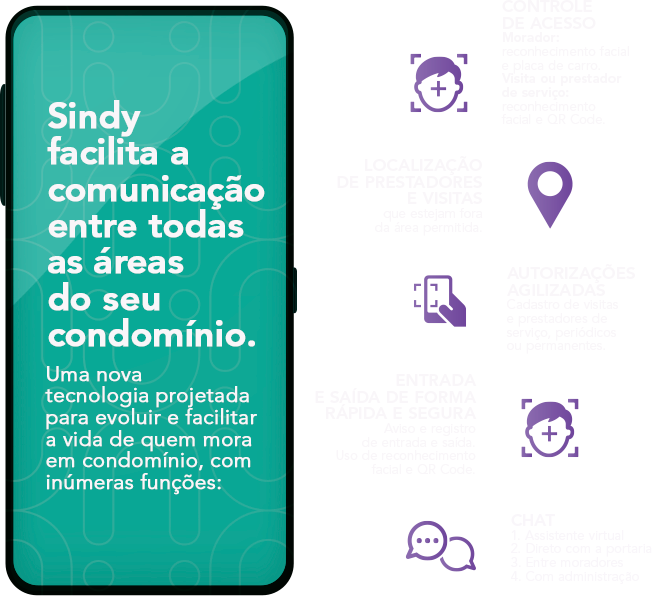 Sindy
facilita a
comunicação
entre todas
as áreas
do seu
condomínio.
Uma nova
tecnologia projetada
para evoluir e facilitar
a vida de quem mora
em condomínio, com
inúmeras funções:
CONTROLE
DE ACESSO
Morador:
reconhecimento facial
e placa de carro.
Visita ou prestador
de serviço:
reconhecimento
facial e QR Code.
LOCALIZAÇÃO
DE PRESTADORES
E VISITAS
que estejam fora
da área permitida.
AUTORIZAÇÕES
AGILIZADAS
Cadastro de visitas
e prestadores de
serviço, periódicos
ou permanentes.
ENTRADA
E SAÍDA DE FORMA
RÁPIDA E SEGURA
Aviso e registro
de entrada e saída.
Uso de reconhecimento
facial e QR Code.
CHAT
1. Assistente virtual
2. Direto com a portaria
3. Entre moradores
4. Com administração